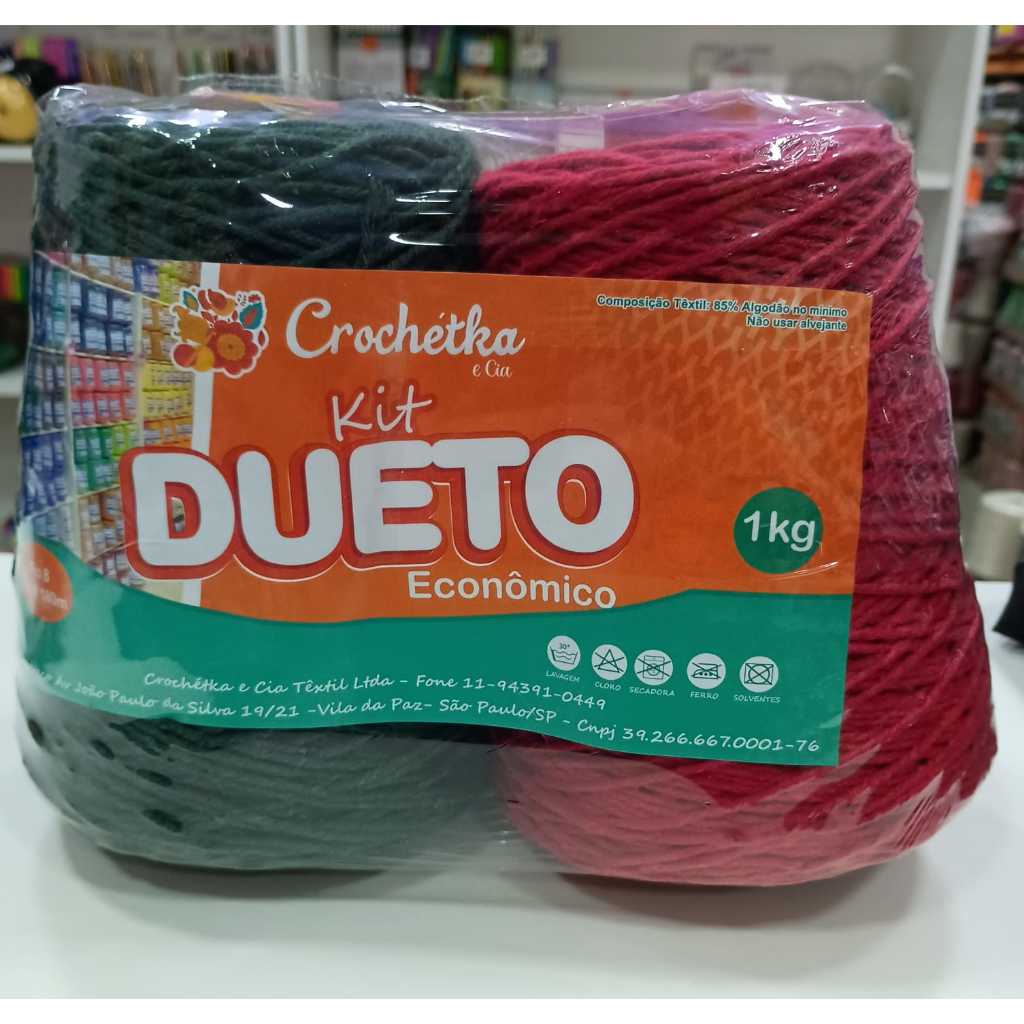 Composição Têxtil: 85% Algodão no mínimo
Não usar alvejante
Crochétka
e Cia
Kit
DUETO
Econômico
1kg
30°
LAVAGEM
CLORO
SECADORA
FERRO
SOLVENTES
Crochétka e Cia Têxtil Ltda - Fone 11-94391-0449
Av João Paulo da Silva 19/21 -Vila da Paz- São Paulo/SP - Cnpj 39.266.667.0001-76